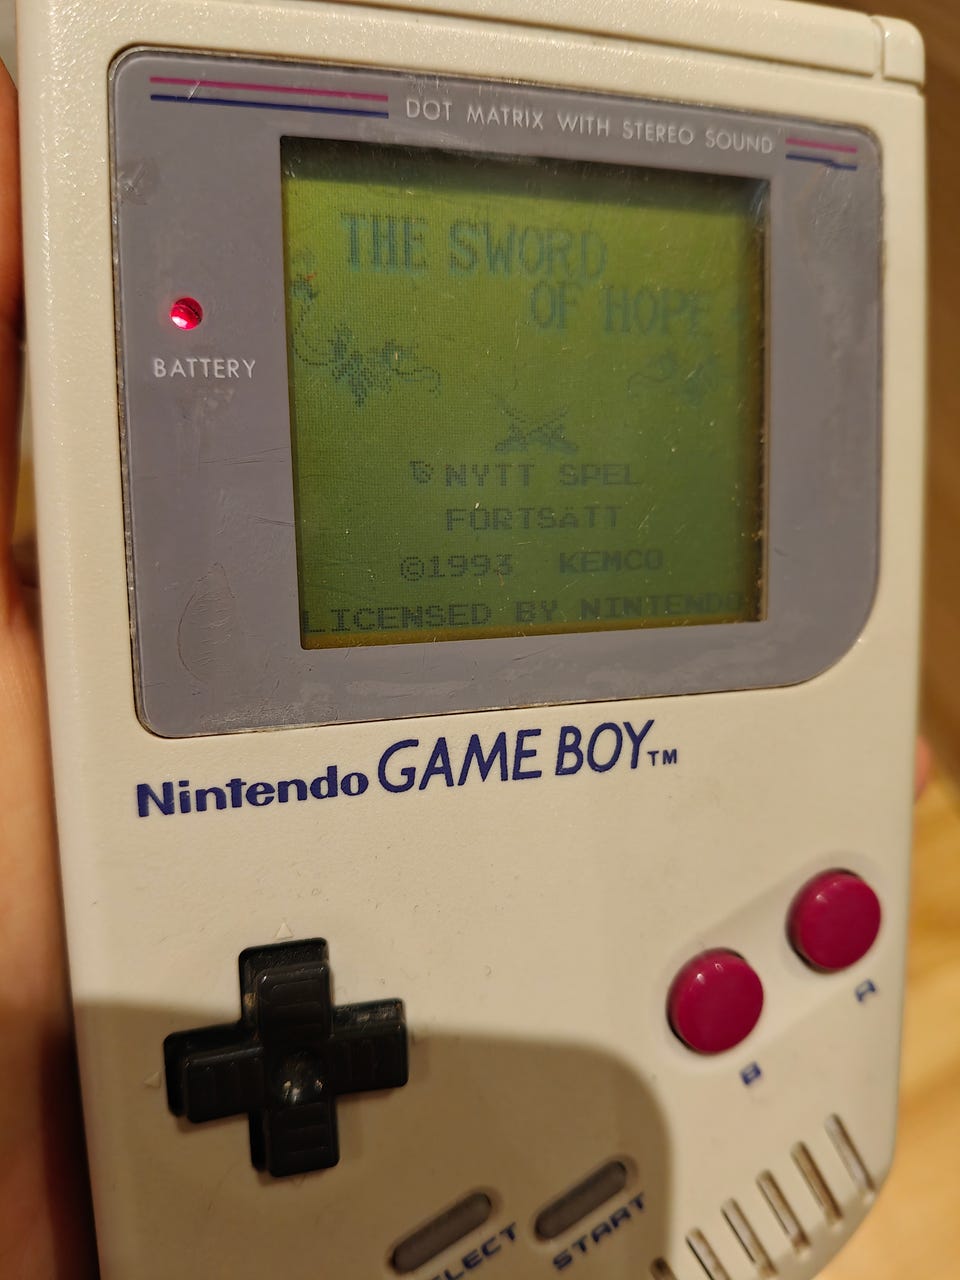 DOT MATRIX WITH STEREO SOUND
THE SWORD
OF HOPE
BATTERY
NYTT SPEL
FORTSÄTT
©1993 KEMCO
LICENSED BY NINTENDO
Nintendo GAME BOY™
A
B
SELECT
START